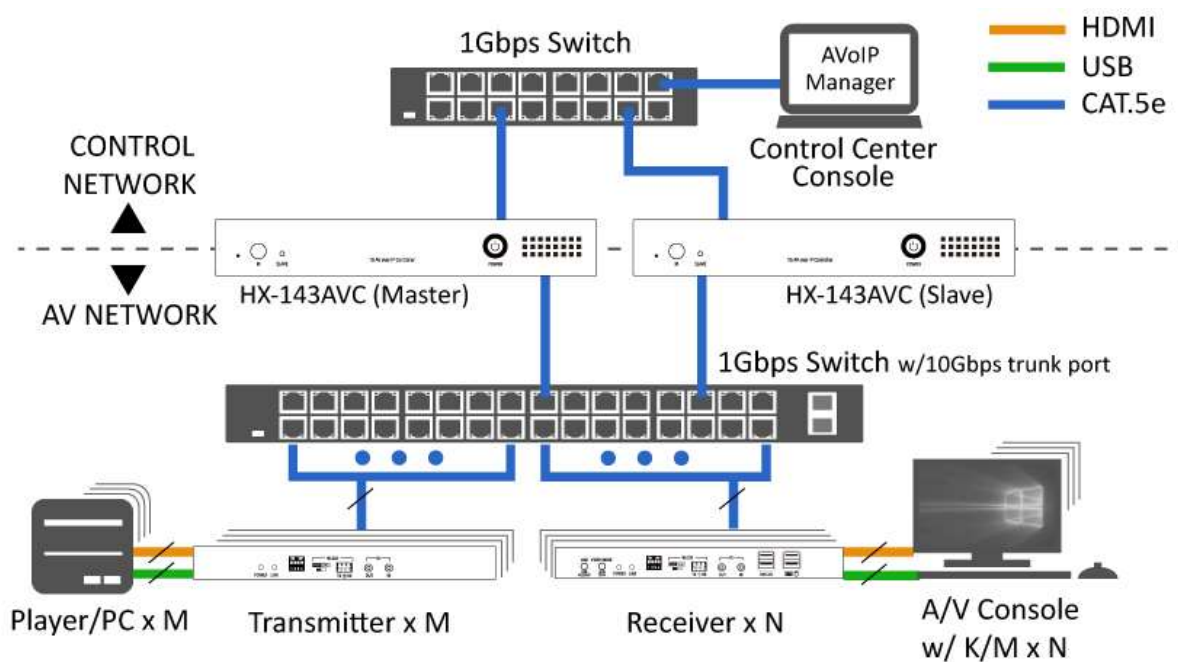 1Gbps Switch
AVoIP
Manager
HDMI
USB
CAT.5e
Control Center
Console
CONTROL
NETWORK
AV NETWORK
HX-143AVC (Master)
HX-143AVC (Slave)
1Gbps Switch w/10Gbps trunk port
Player/PC x M
Transmitter x M
Receiver x N
A/V Console
w/ K/M x N